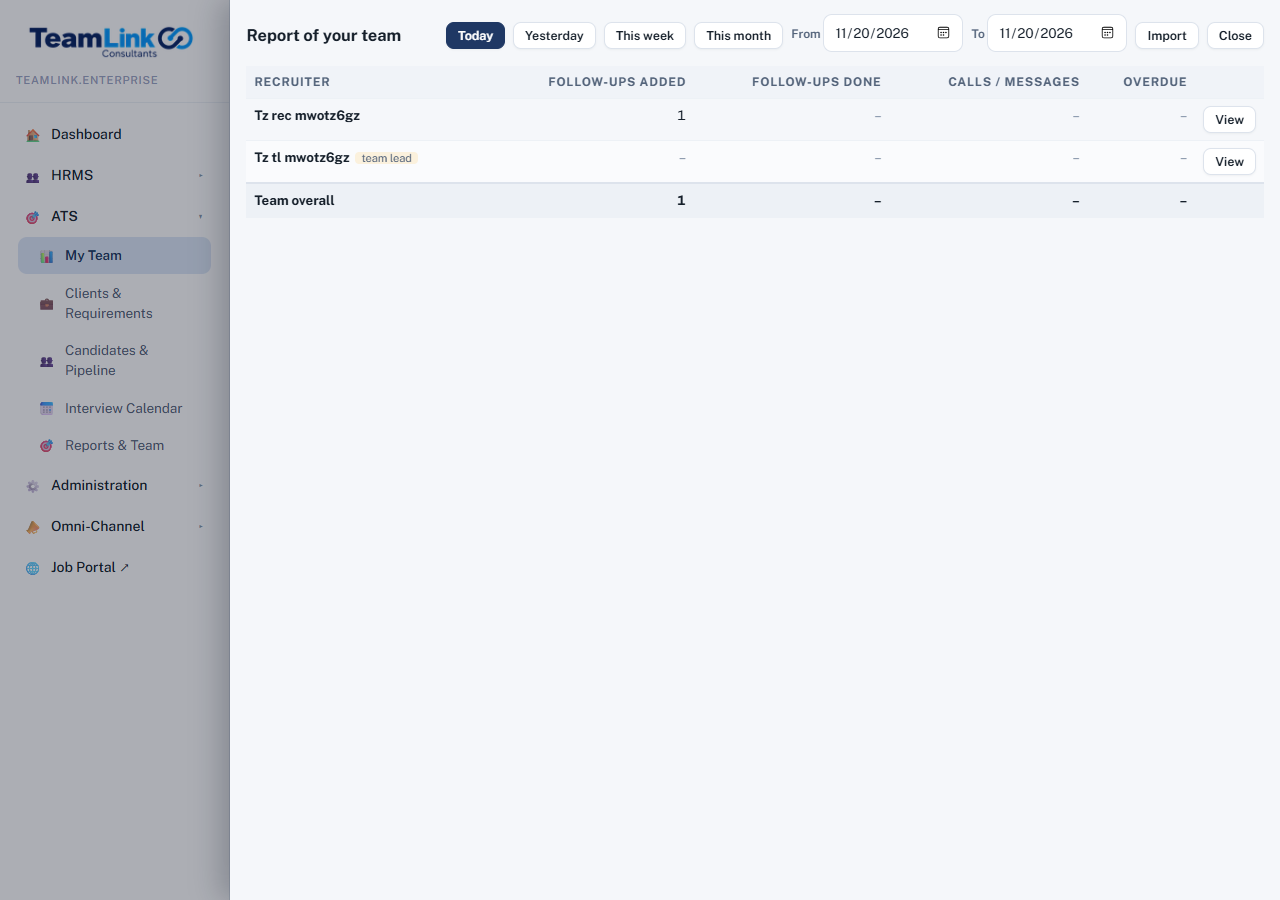 TeamLink
Consultants
TEAMLINK.ENTERPRISE
Dashboard
HRMS
ATS
My Team
Clients &
Requirements
Candidates &
Pipeline
Interview Calendar
Reports & Team
Administration
Omni-Channel
Job Portal ↗
Report of your team
Today
Yesterday
This week
This month
From 11/20/2026
To 11/20/2026
Import
Close
RECRUITER FOLLOW-UPS ADDED FOLLOW-UPS DONE CALLS / MESSAGES OVERDUE
Tz rec mwotz6gz 1 – – – View
Tz tl mwotz6gz team lead – – – – View
Team overall 1 – – –